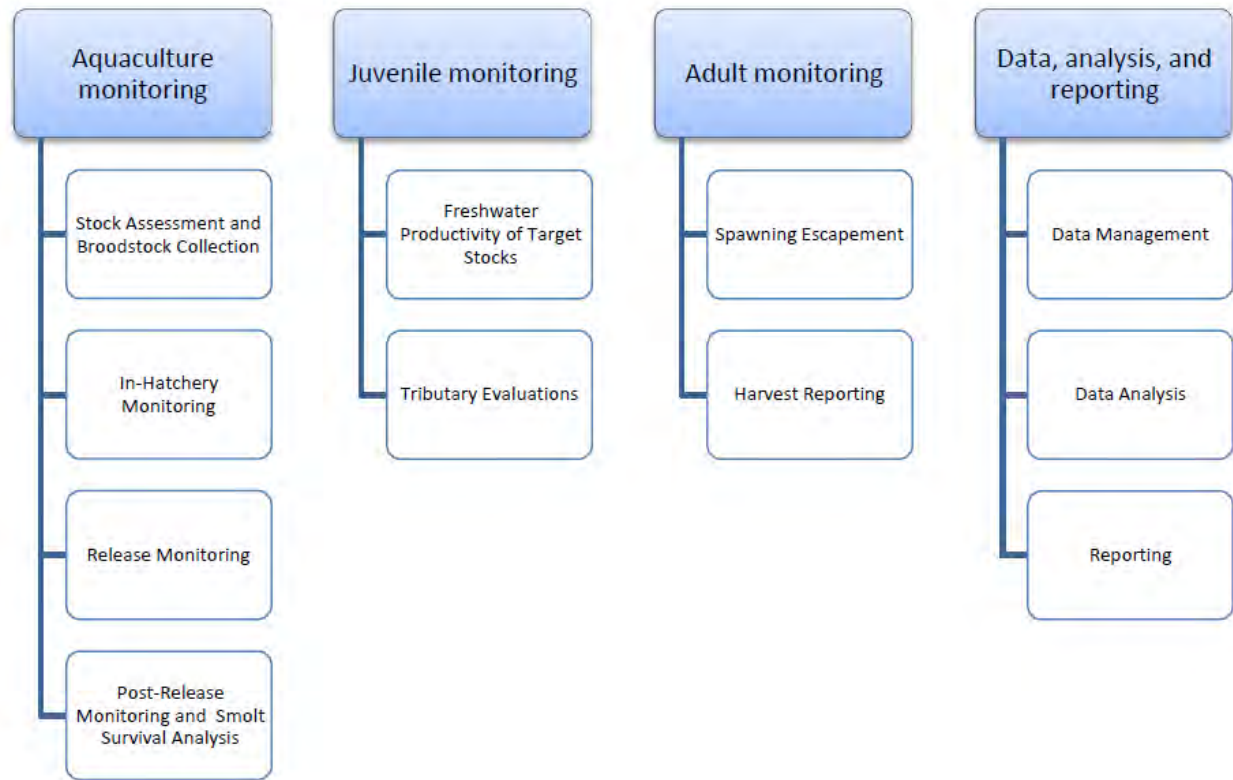 Aquaculture
monitoring
Stock Assessment and
Broodstock Collection
In-Hatchery
Monitoring
Release Monitoring
Post-Release
Monitoring and Smolt
Survival Analysis
Juvenile monitoring
Freshwater
Productivity of Target
Stocks
Tributary Evaluations
Adult monitoring
Spawning Escapement
Harvest Reporting
Data, analysis, and
reporting
Data Management
Data Analysis
Reporting